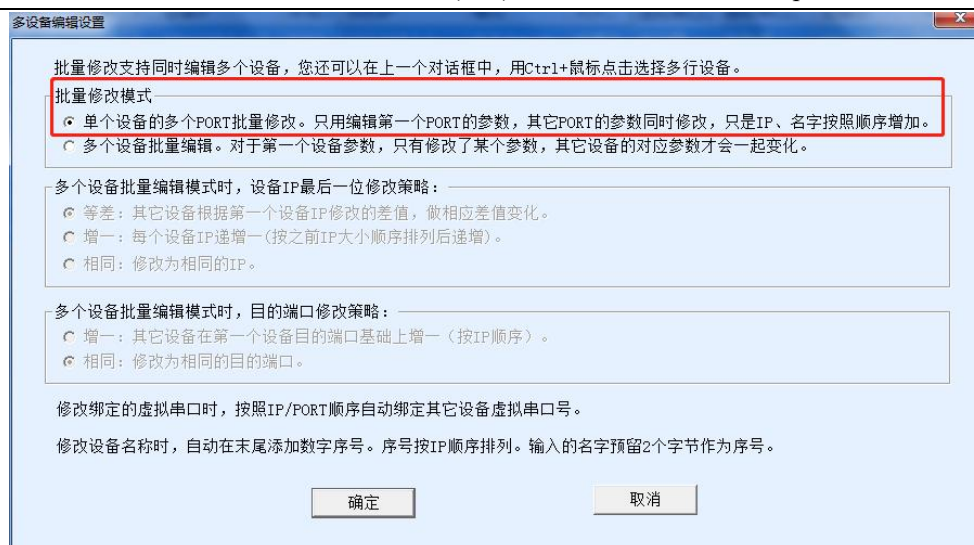 多设备编辑设置
批量修改支持同时编辑多个设备，您还可以在上一个对话框中，用Ctrl+鼠标点击选择多行设备。
批量修改模式
单个设备的多个PORT批量修改。只用编辑第一个PORT的参数，其它PORT的参数同时修改，只是IP、名字按照顺序增加。
多个设备批量编辑。对于第一个设备参数，只有修改了某个参数，其它设备的对应参数才会一起变化。
多个设备批量编辑模式时，设备IP最后一位修改策略：
等差：其它设备根据第一个设备IP修改的差值，做相应差值变化。
增一：每个设备IP递增一(按之前IP大小顺序排列后递增)。
相同：修改为相同的IP。
多个设备批量编辑模式时，目的端口修改策略：
增一：其它设备在第一个设备目的端口基础上增一（按IP顺序）。
相同：修改为相同的目的端口。
修改绑定的虚拟串口时，按照IP/PORT顺序自动绑定其它设备虚拟串口号。
修改设备名称时，自动在末尾添加数字序号。序号按IP顺序排列。输入的名字预留2个字节作为序号。
确定
取消